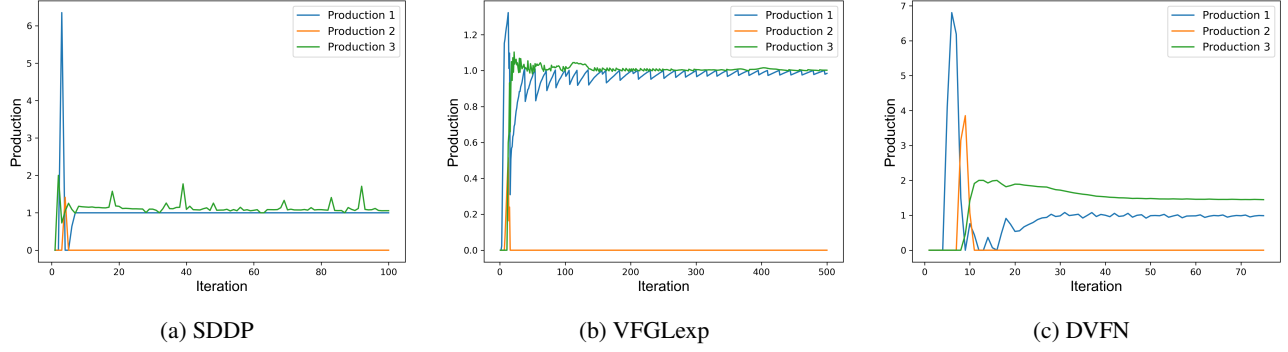 Production 1
Production 2
Production 3
6
5
4
3
2
1
0
Production
0
20
40
60
80
100
Iteration
(a) SDDP
Production 1
Production 2
Production 3
1.2
1.0
0.8
0.6
0.4
0.2
0.0
Production
0
100
200
300
400
500
Iteration
(b) VFGLexp
Production 1
Production 2
Production 3
7
6
5
4
3
2
1
0
Production
0
10
20
30
40
50
60
70
Iteration
(c) DVFN